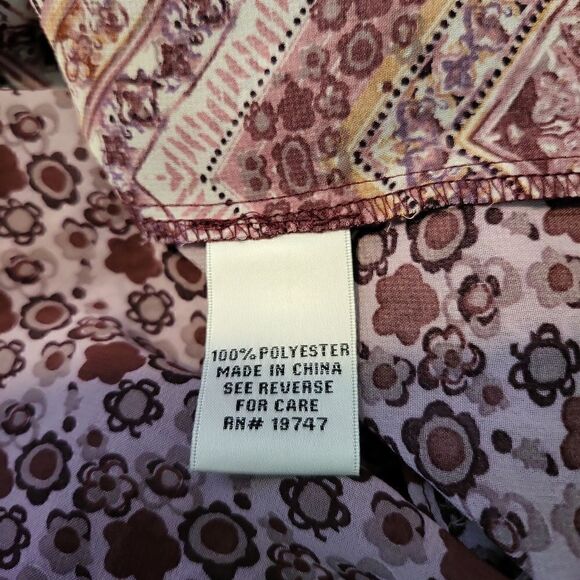 100% POLYESTER
MADE IN CHINA
SEE REVERSE
FOR CARE
RN# 19747